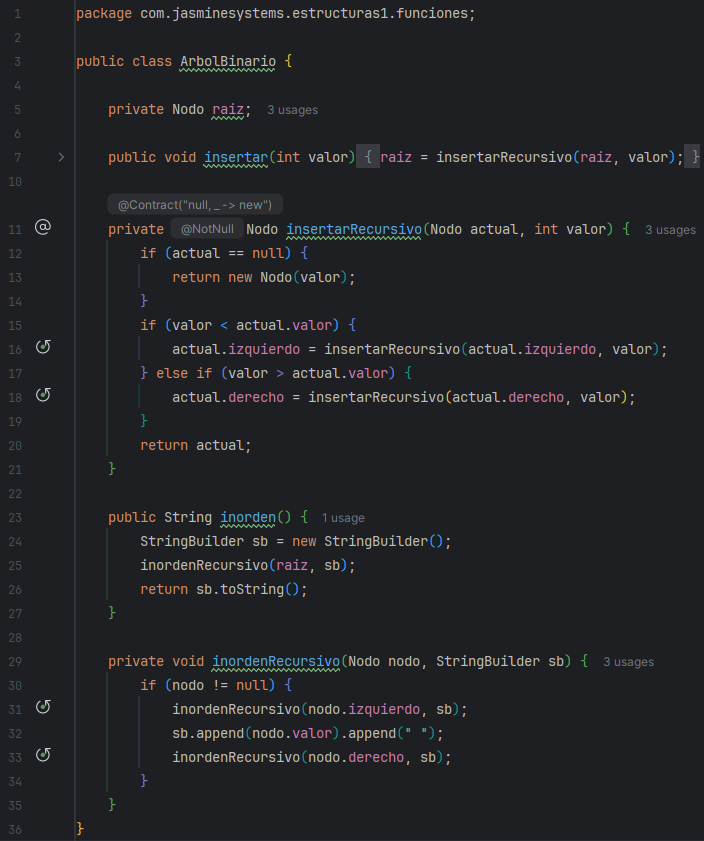 1 package com.jasminesystems.estructuras1.funciones;
2
3 public class ArbolBinario {
4
5 private Nodo raiz; 3 usages
6
7 public void insertar(int valor) { raiz = insertarRecursivo(raiz, valor); }
10
@Contract("null, _ -> new")
11 private @NotNull Nodo insertarRecursivo(Nodo actual, int valor) { 3 usages
12 if (actual == null) {
13 return new Nodo(valor);
14 }
15 if (valor < actual.valor) {
16 actual.izquierdo = insertarRecursivo(actual.izquierdo, valor);
17 } else if (valor > actual.valor) {
18 actual.derecho = insertarRecursivo(actual.derecho, valor);
19 }
20 return actual;
21 }
22
23 public String inorden() { 1 usage
24 StringBuilder sb = new StringBuilder();
25 inordenRecursivo(raiz, sb);
26 return sb.toString();
27 }
28
29 private void inordenRecursivo(Nodo nodo, StringBuilder sb) { 3 usages
30 if (nodo != null) {
31 inordenRecursivo(nodo.izquierdo, sb);
32 sb.append(nodo.valor).append(" ");
33 inordenRecursivo(nodo.derecho, sb);
34 }
35 }
36 }